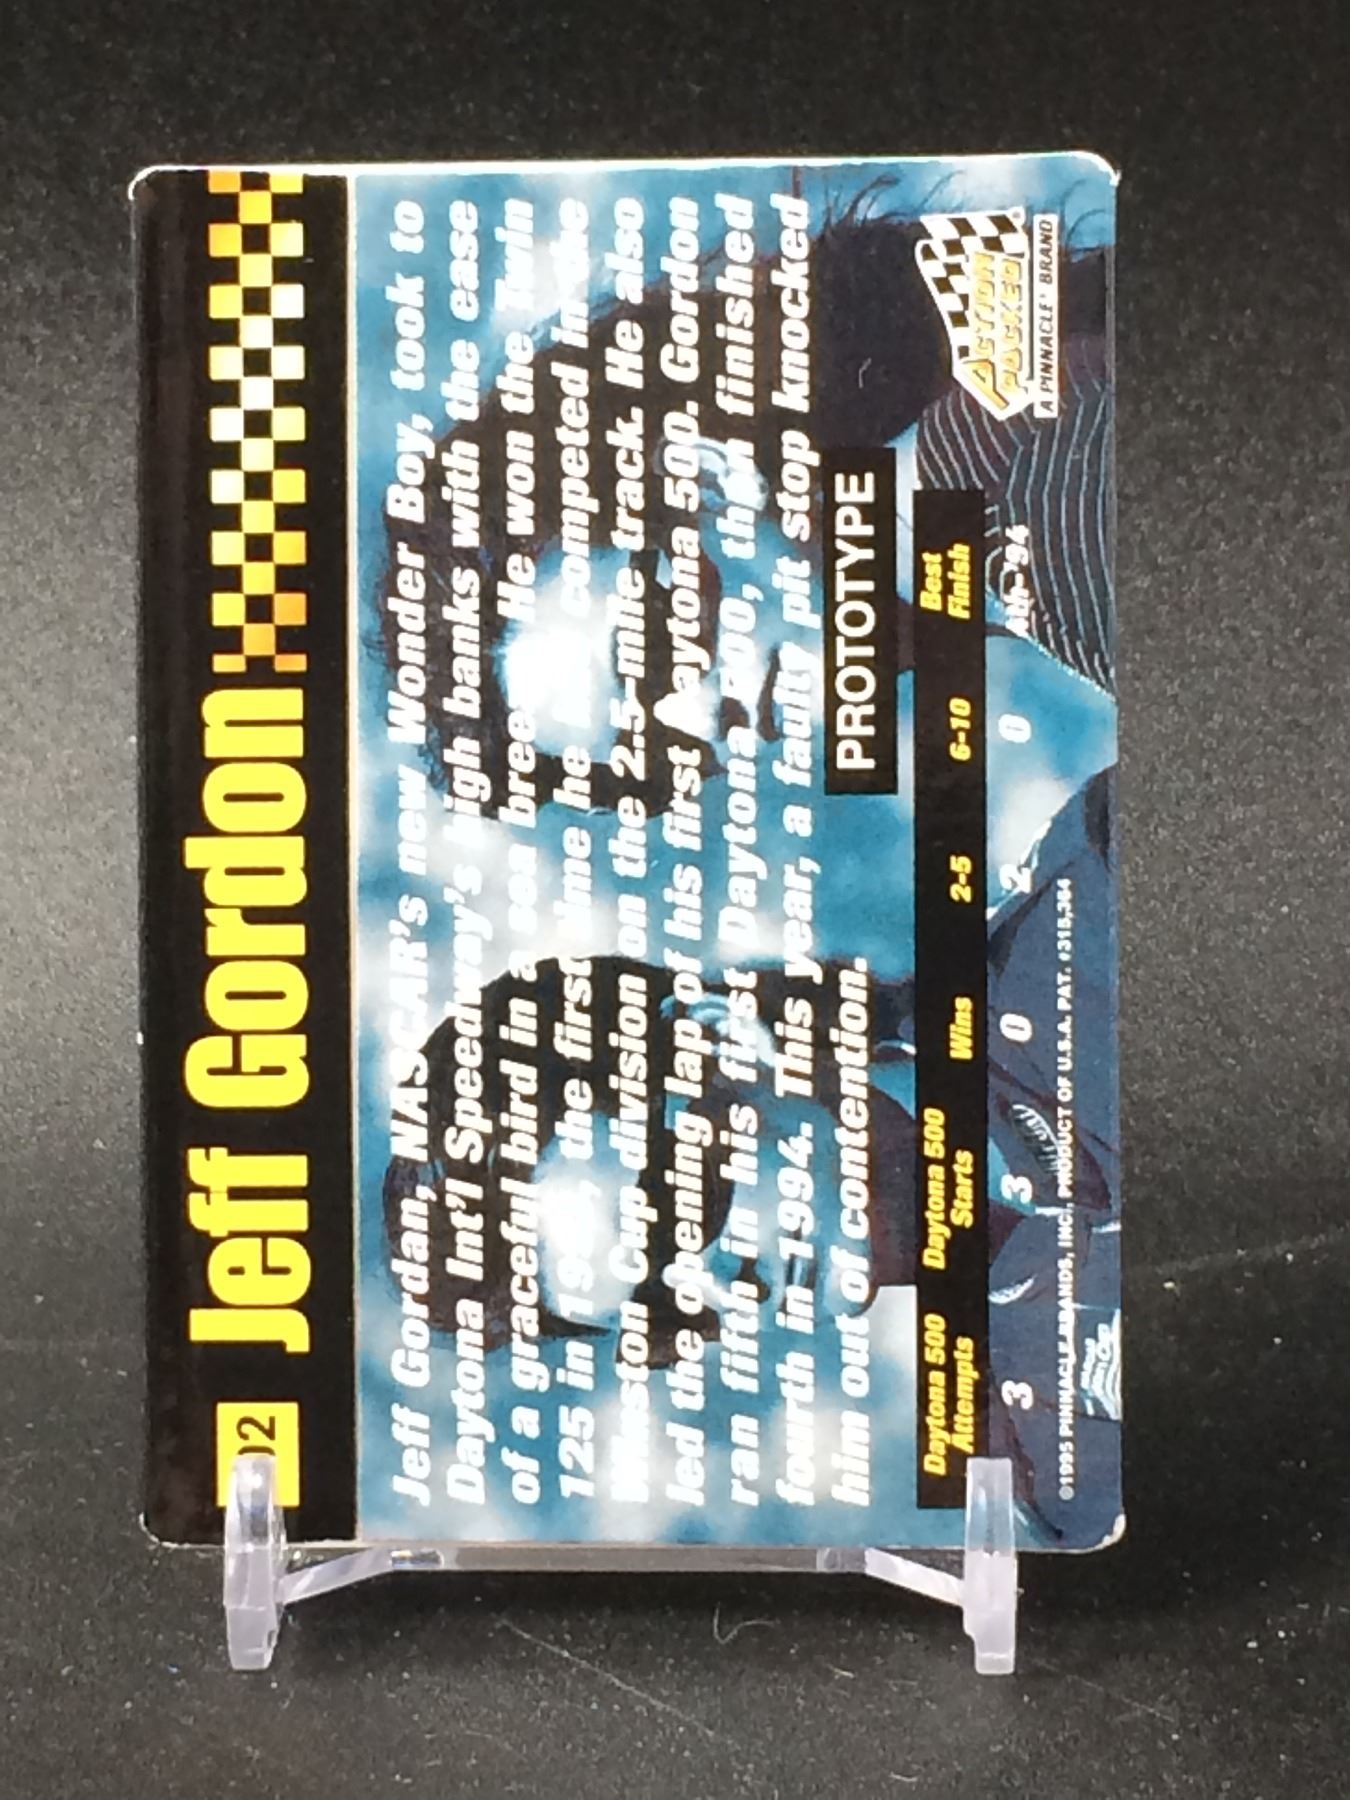 02
Jeff Gordon
Jeff Gordan, NASCAR's new Wonder Boy, took to
Daytona Int'l Speedway's high banks with the ease
of a graceful bird in a sea breeze. He won the Twin
125 in the first time he competed in the
Winston Cup division on the 2.5-mile track. He also
led the opening lap of his first Daytona 500. Gordon
ran fifth in his first Daytona 500, then finished
fourth in 1994. This year, a faulty pit stop knocked
him out of contention.
PROTOTYPE
Daytona 500 Attempts Daytona 500 Starts Wins 2-5 6-10 Best Finish
3 3 0 2 0 4th-'94
©1995 PINNACLE BRANDS, INC. PRODUCT OF U.S.A. PAT. #315,364
ACTION
PACKED
A PINNACLE® BRAND